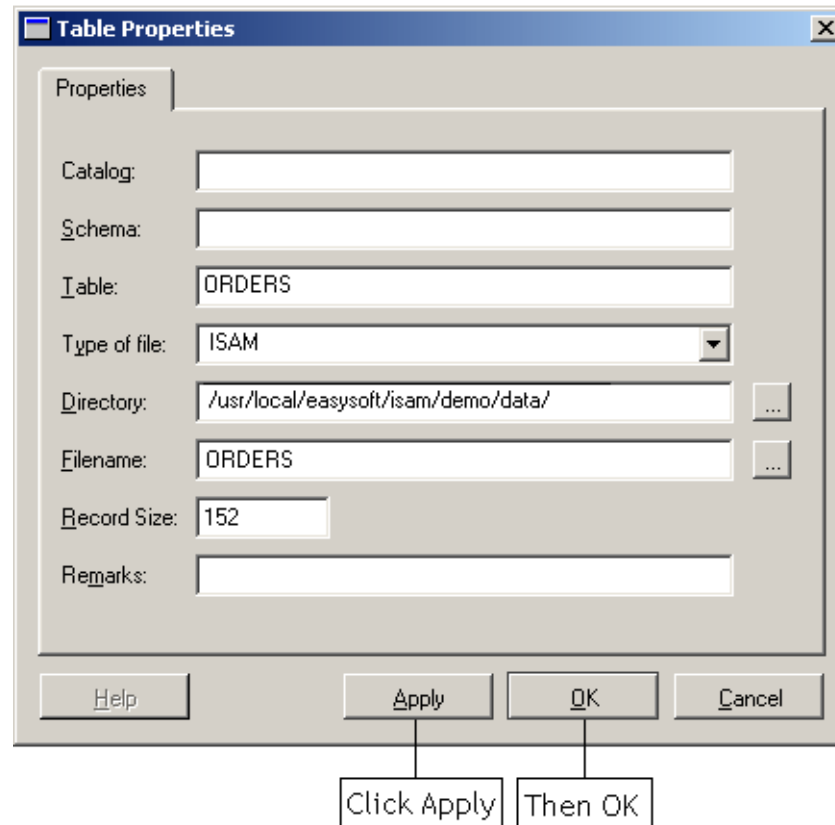 Table Properties
Properties
Catalog:
Schema:
Table: ORDERS
Type of file: ISAM
Directory: /usr/local/easysoft/isam/demo/data/ ...
Filename: ORDERS ...
Record Size: 152
Remarks:
Help Apply OK Cancel
Click Apply Then OK